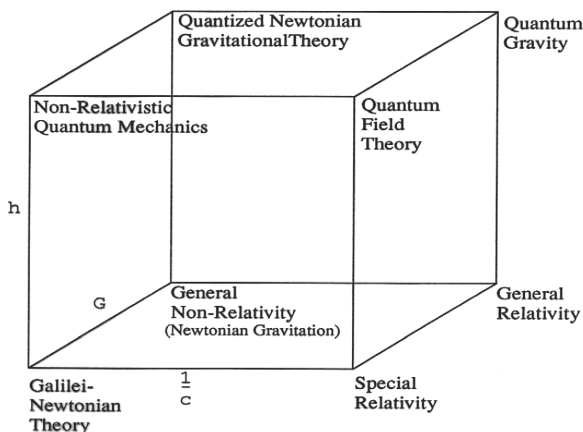 Quantized Newtonian
GravitationalTheory
Quantum
Gravity
Non-Relativistic
Quantum Mechanics
Quantum
Field
Theory
h
G
General
Non-Relativity
(Newtonian Gravitation)
General
Relativity
Galilei-
Newtonian
Theory
1
c
Special
Relativity